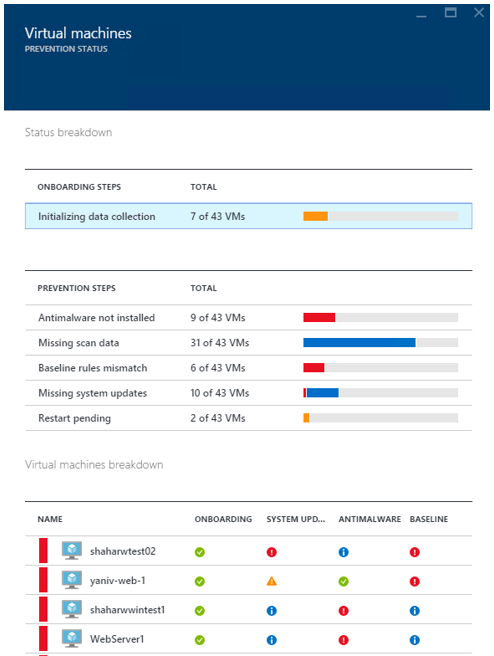 Virtual machines
PREVENTION STATUS
Status breakdown
ONBOARDING STEPS TOTAL
Initializing data collection 7 of 43 VMs
PREVENTION STEPS TOTAL
Antimalware not installed 9 of 43 VMs
Missing scan data 31 of 43 VMs
Baseline rules mismatch 6 of 43 VMs
Missing system updates 10 of 43 VMs
Restart pending 2 of 43 VMs
Virtual machines breakdown
NAME ONBOARDING SYSTEM UPD... ANTIMALWARE BASELINE
shaharwtest02
yaniv-web-1
shaharwwintest1
WebServer1